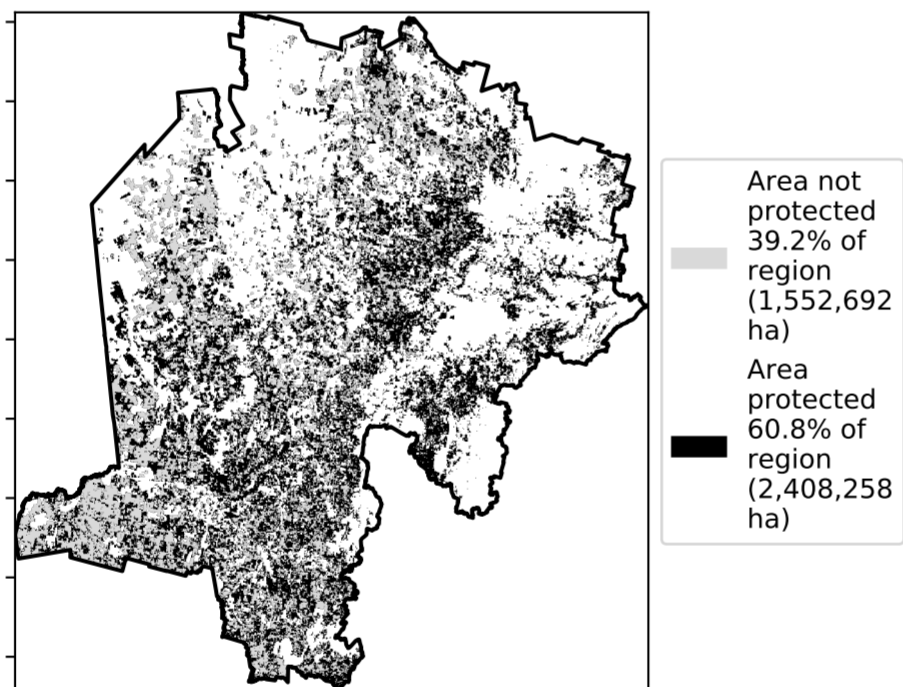 Area not
protected
39.2% of
region
(1,552,692
ha)
Area
protected
60.8% of
region
(2,408,258
ha)